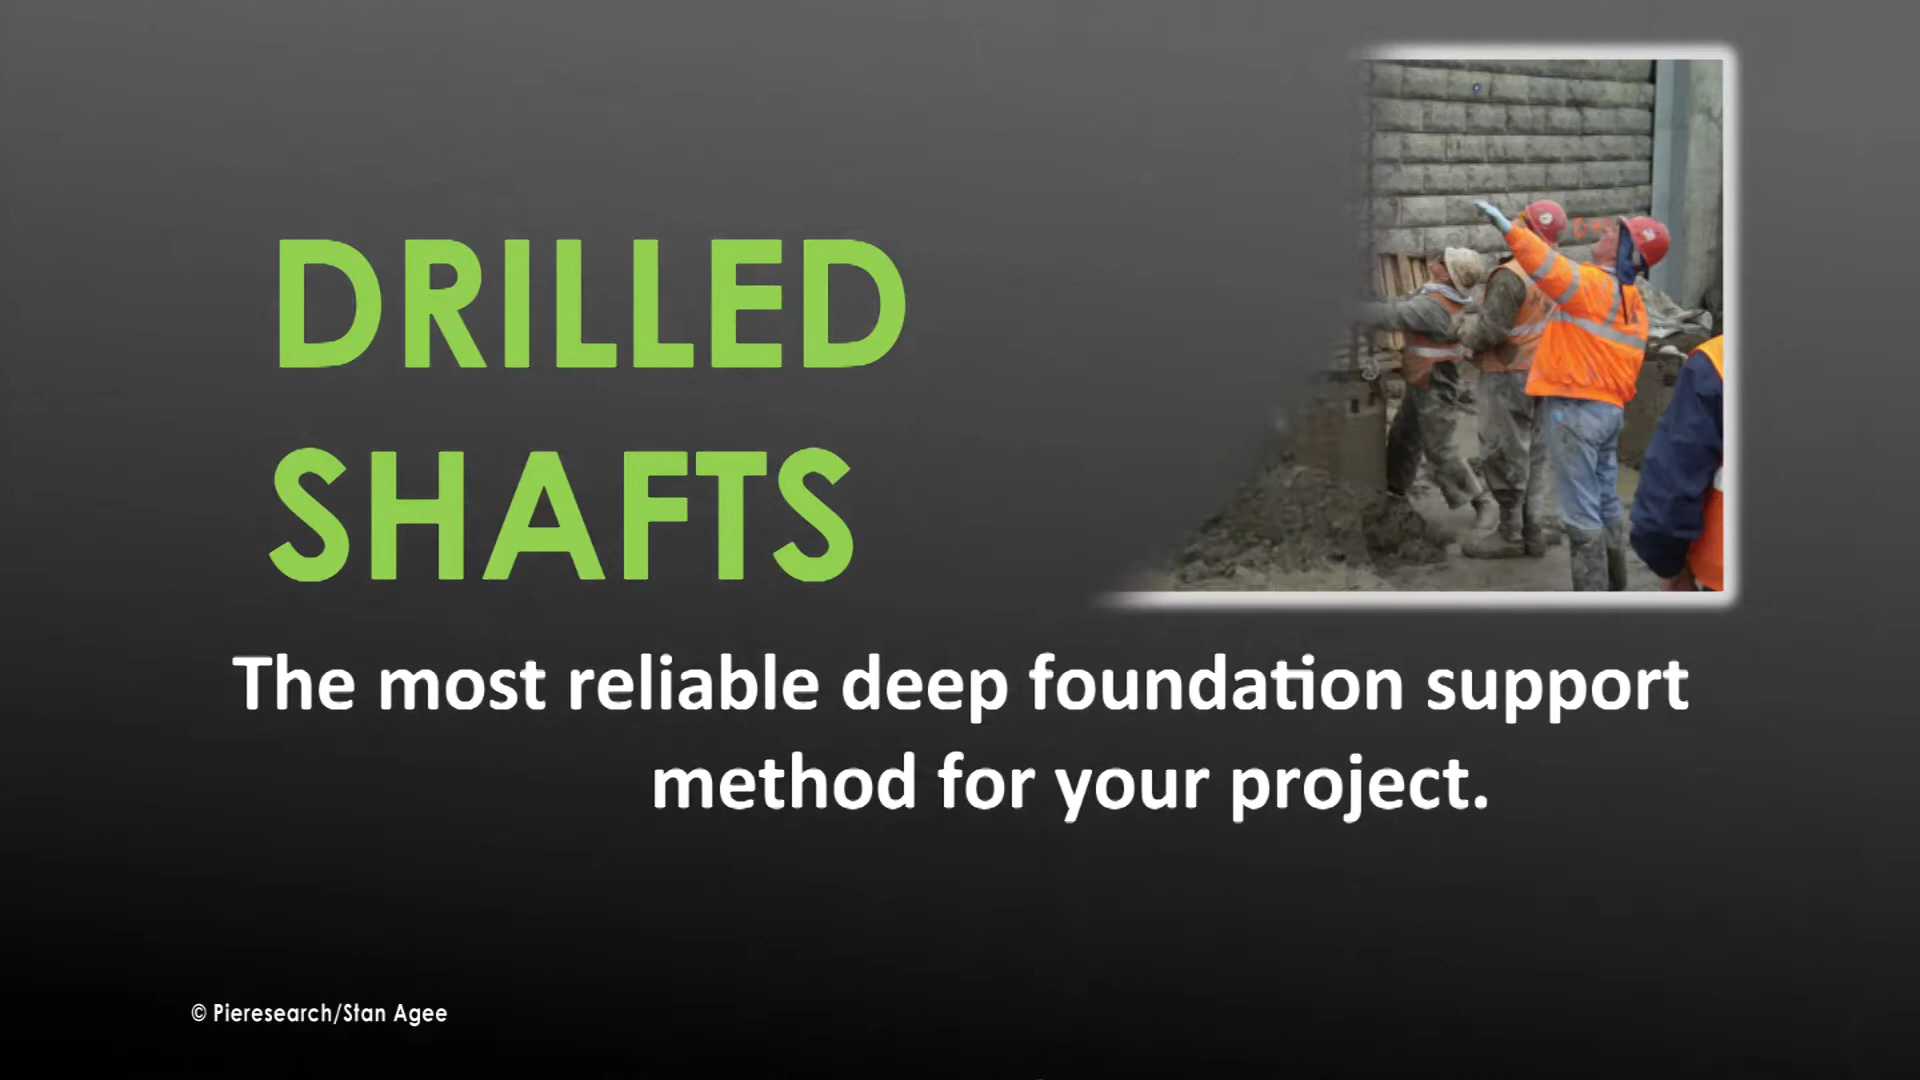 DRILLED
SHAFTS
The most reliable deep foundation support
method for your project.
© Pieresearch/Stan Agee